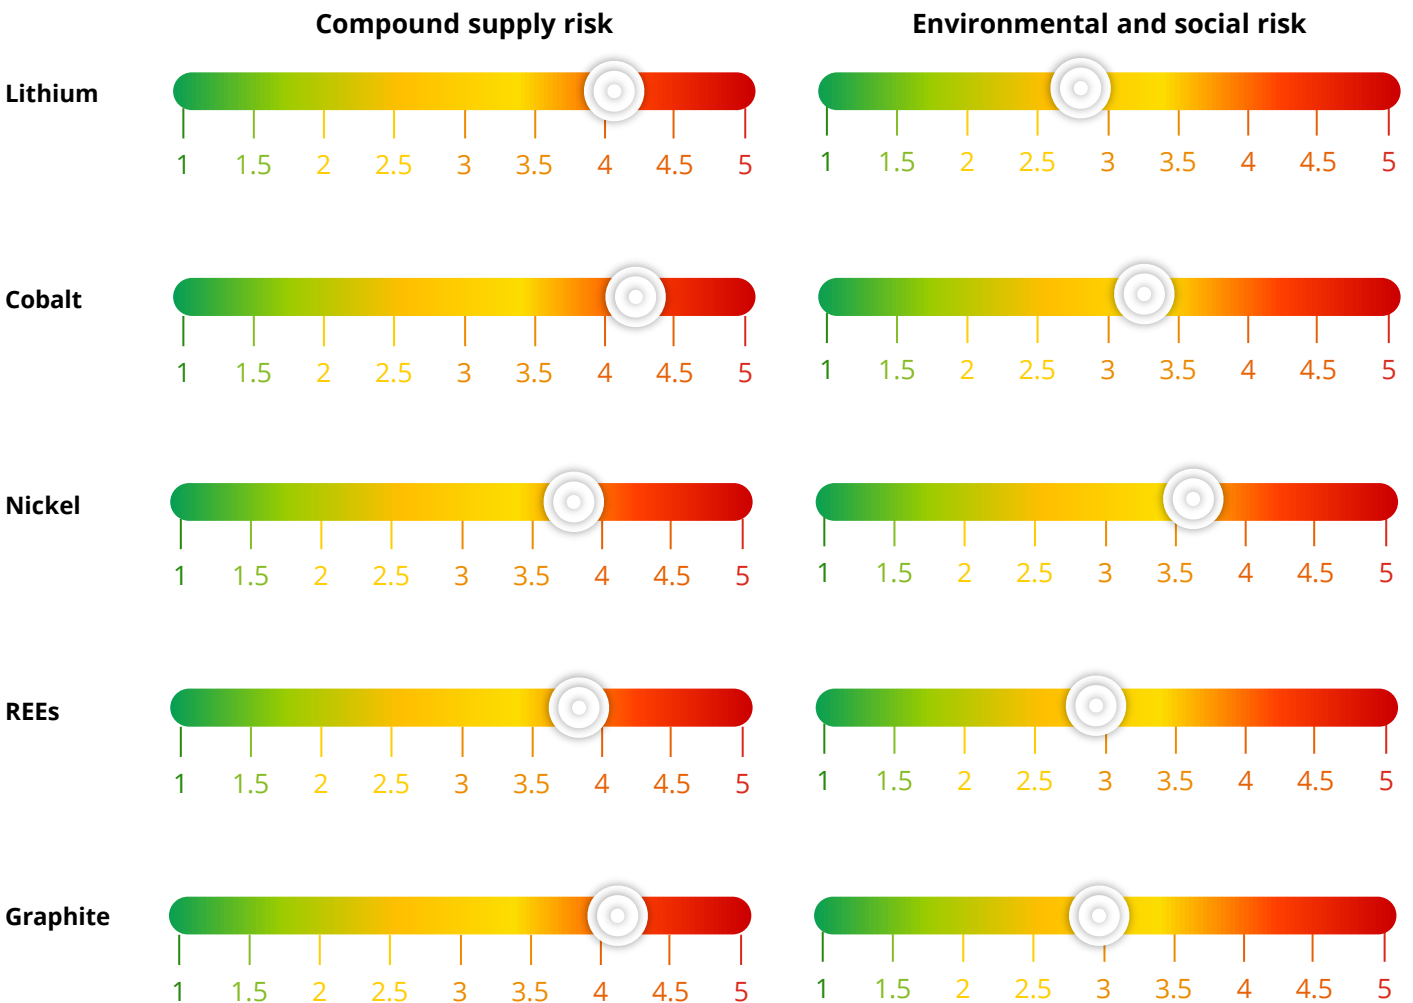 Compound supply risk Environmental and social risk
Lithium
1 1.5 2 2.5 3 3.5 4 4.5 5 1 1.5 2 2.5 3 3.5 4 4.5 5
Cobalt
1 1.5 2 2.5 3 3.5 4 4.5 5 1 1.5 2 2.5 3 3.5 4 4.5 5
Nickel
1 1.5 2 2.5 3 3.5 4 4.5 5 1 1.5 2 2.5 3 3.5 4 4.5 5
REEs
1 1.5 2 2.5 3 3.5 4 4.5 5 1 1.5 2 2.5 3 3.5 4 4.5 5
Graphite
1 1.5 2 2.5 3 3.5 4 4.5 5 1 1.5 2 2.5 3 3.5 4 4.5 5